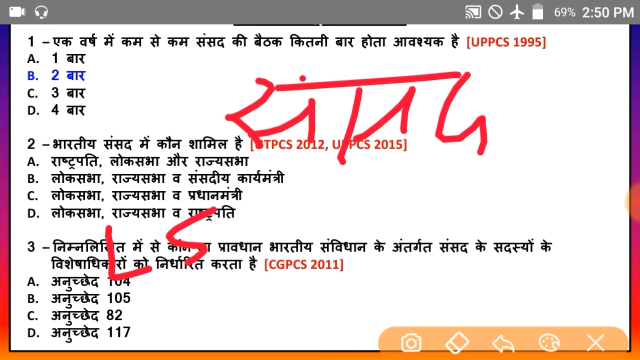 69% 2:50 PM
1 – एक वर्ष में कम से कम संसद की बैठक कितनी बार होता आवश्यक है [UPPCS 1995]
A. 1 बार
B. 2 बार
C. 3 बार
D. 4 बार
संसद
2 – भारतीय संसद में कौन शामिल है [UTPCS 2012, UPPCS 2015]
A. राष्ट्रपति, लोकसभा और राज्यसभा
B. लोकसभा, राज्यसभा व संसदीय कार्यमंत्री
C. लोकसभा, राज्यसभा व प्रधानमंत्री
D. लोकसभा, राज्यसभा व राष्ट्रपति
LS
3 – निम्नलिखित में से कौन सा प्रावधान भारतीय संविधान के अंतर्गत संसद के सदस्यों के
विशेषाधिकारों को निर्धारित करता है [CGPCS 2011]
A. अनुच्छेद 104
B. अनुच्छेद 105
C. अनुच्छेद 82
D. अनुच्छेद 117